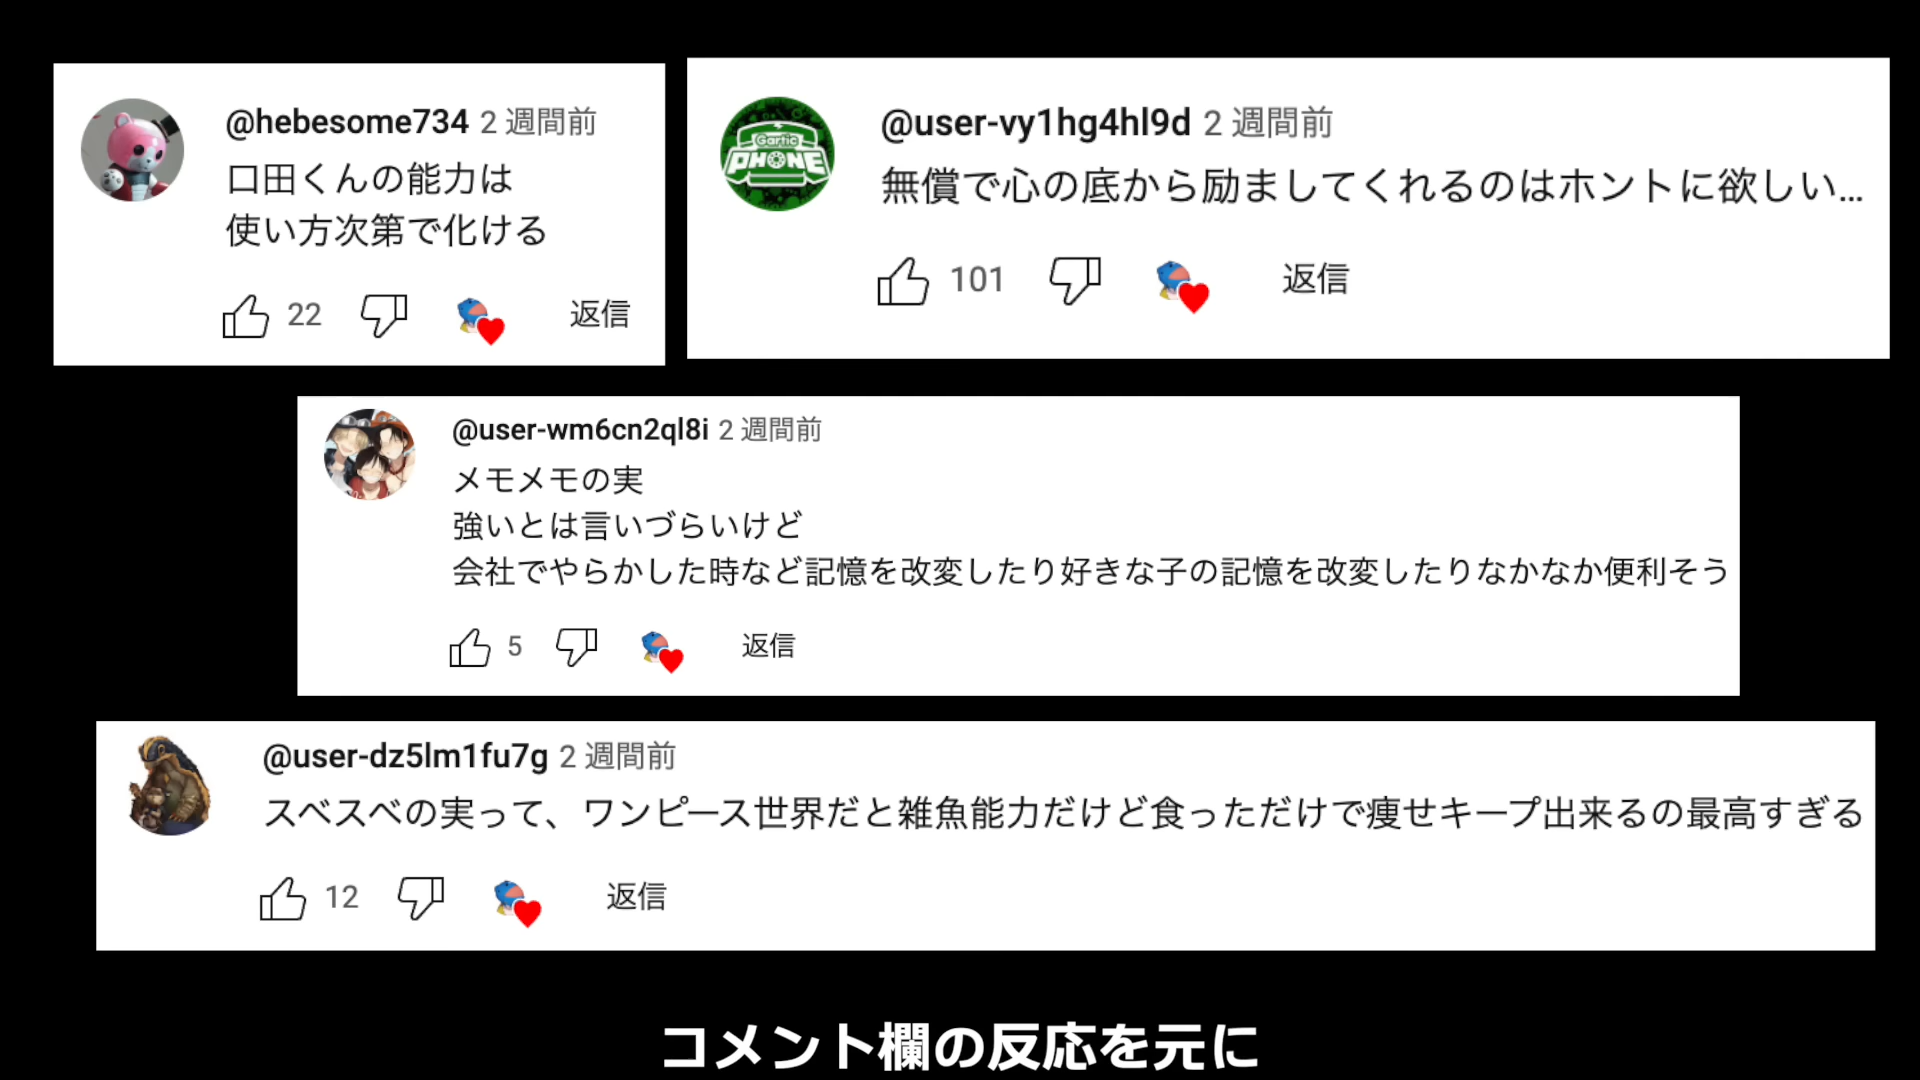 @hebesome734 2 週間前
口田くんの能力は
使い方次第で化ける
22 返信
Gartic
PHONE
@user-vy1hg4hl9d 2 週間前
無償で心の底から励ましてくれるのはホントに欲しい...
101 返信
@user-wm6cn2ql8i 2 週間前
メモメモの実
強いとは言いづらいけど
会社でやらかした時など記憶を改変したり好きな子の記憶を改変したりなかなか便利そう
5 返信
@user-dz5lm1fu7g 2 週間前
スベスベの実って、ワンピース世界だと雑魚能力だけど食っただけで痩せキープ出来るの最高すぎる
12 返信
コメント欄の反応を元に